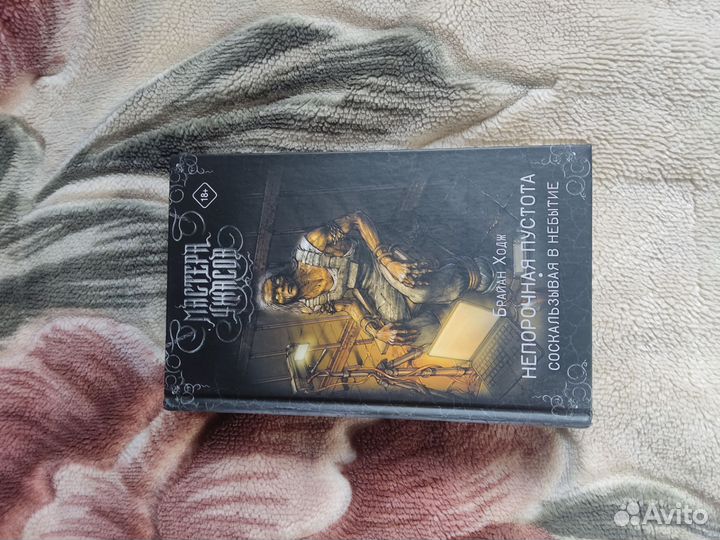 18+
МАСТЕРА
УЖАСОВ
БРАЙАН ХОДЖ
НЕПОРОЧНАЯ ПУСТОТА
СОСКАЛЬЗЫВАЯ В НЕБЫТИЕ
Avito